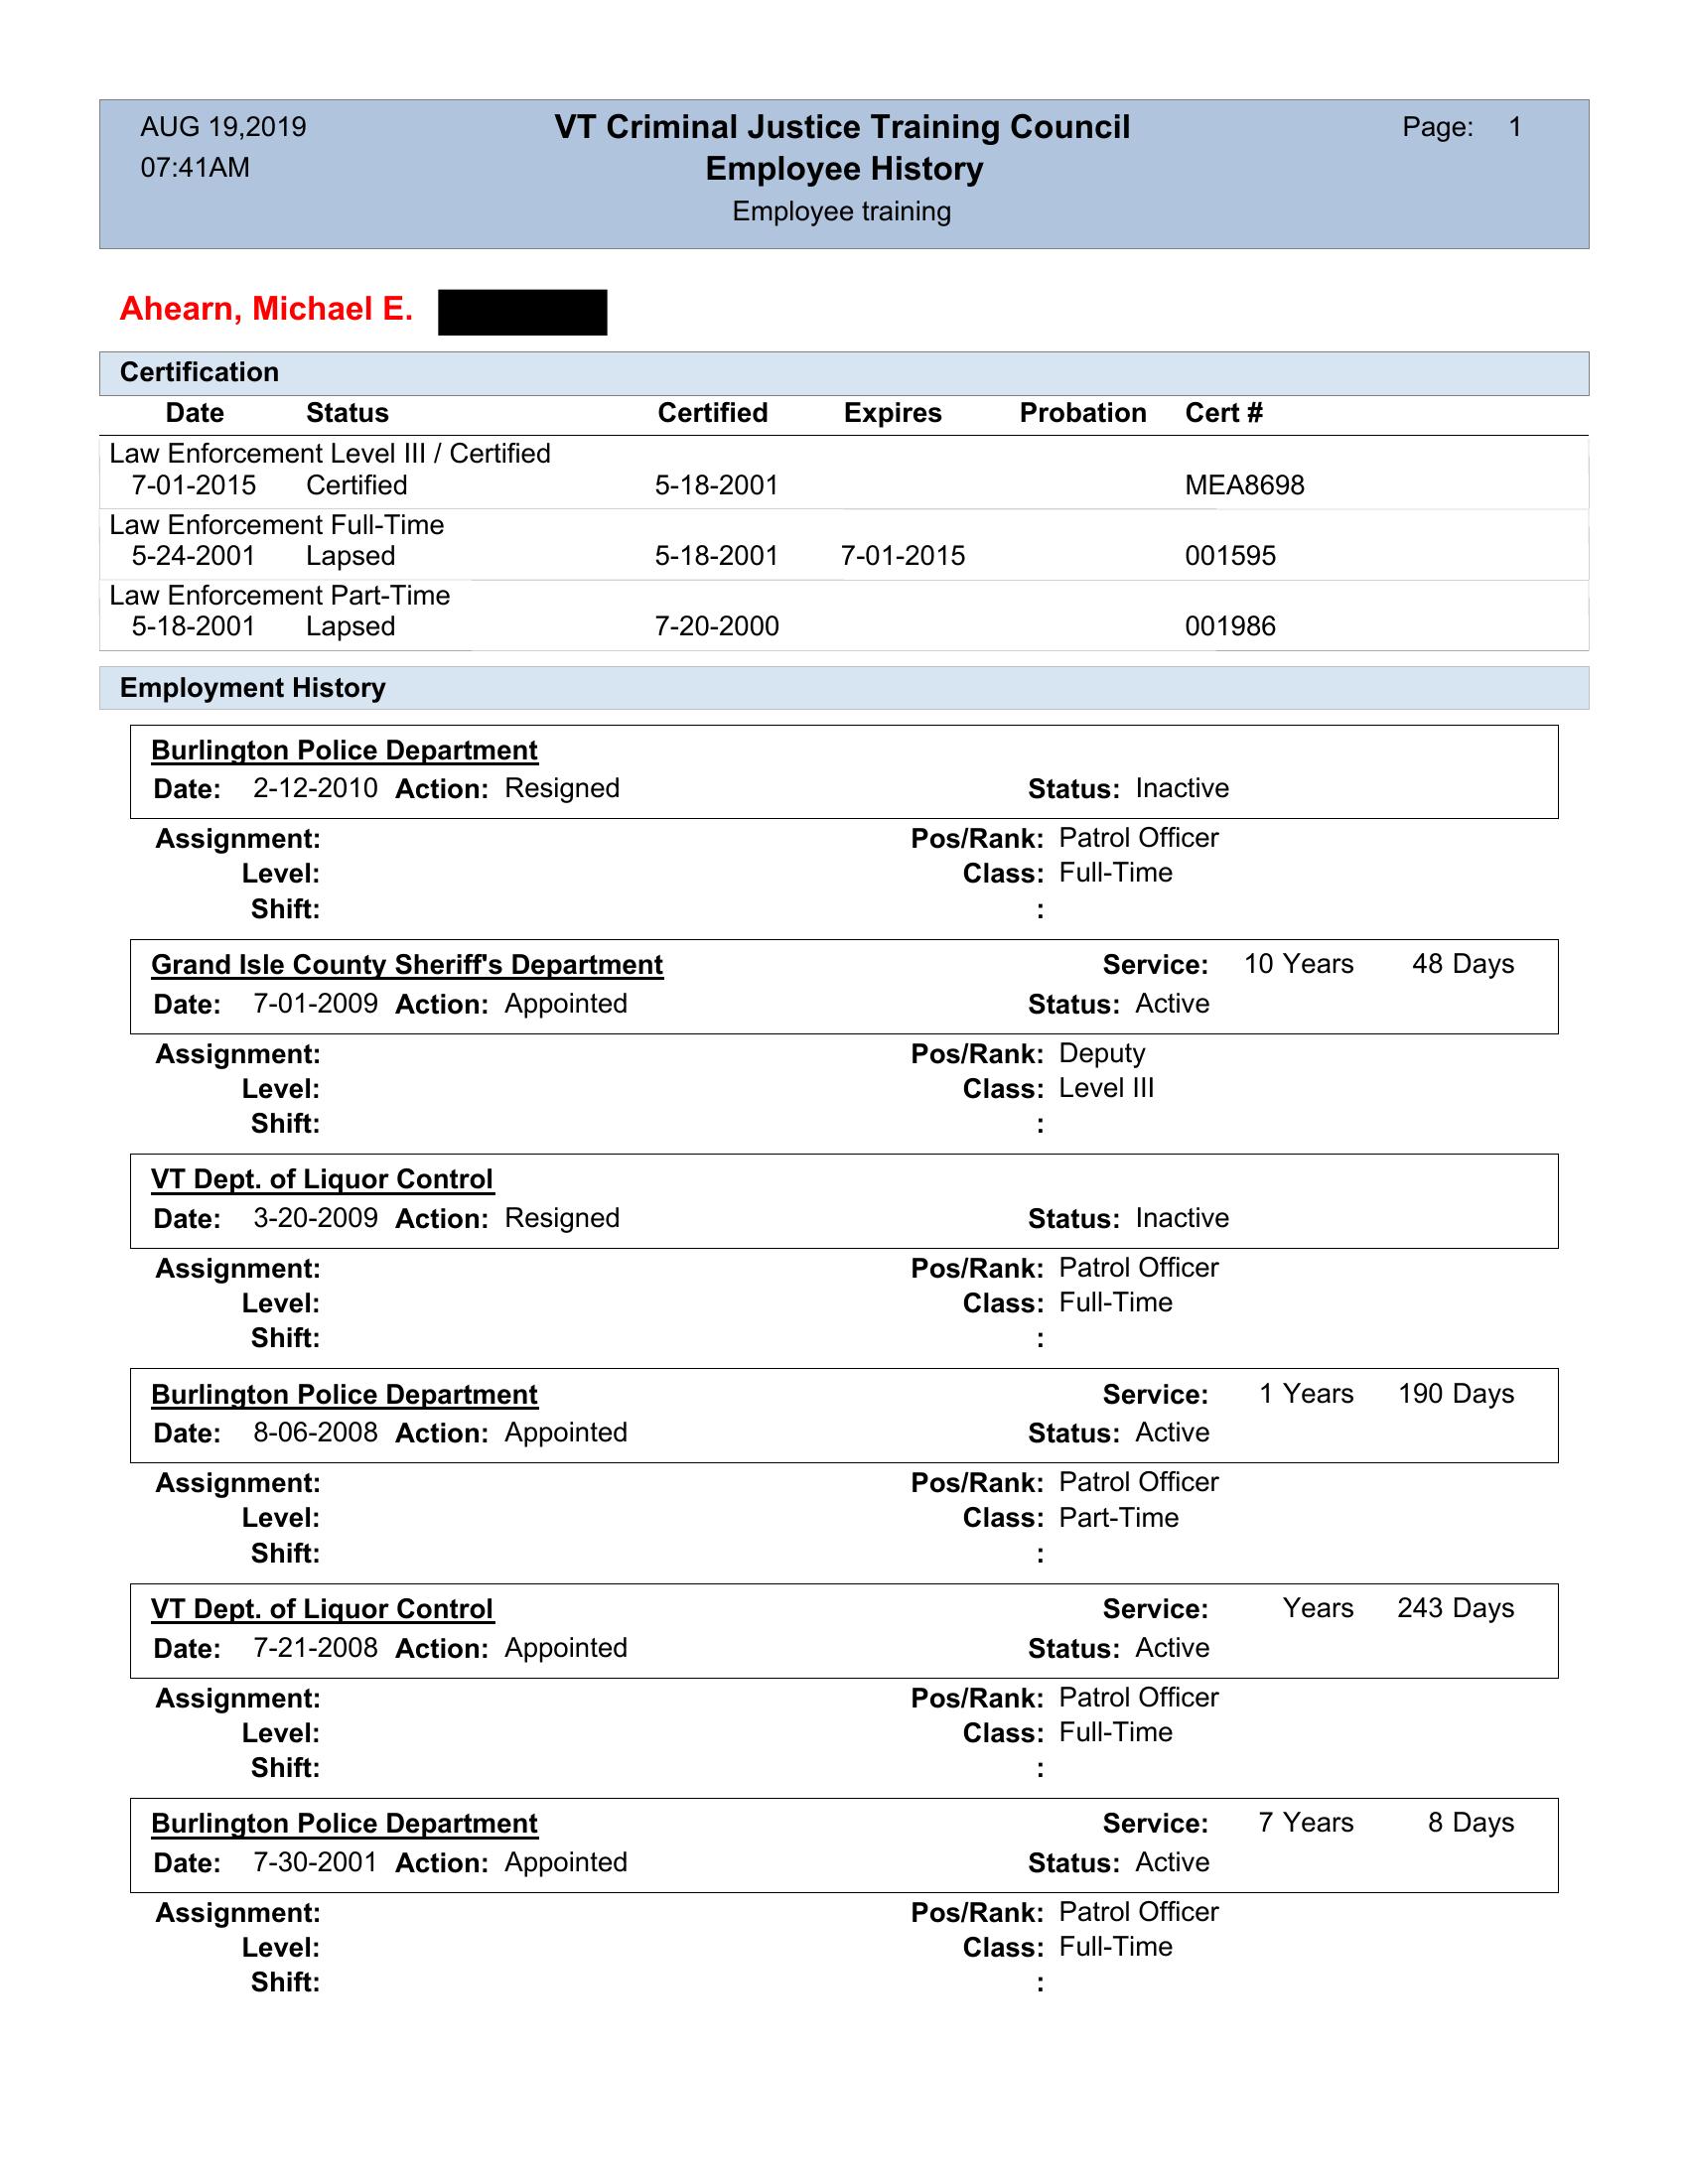 AUG 19,2019 VT Criminal Justice Training Council Page: 1
07:41AM Employee History
Employee training
Ahearn, Michael E.
Certification
Date Status Certified Expires Probation Cert #
Law Enforcement Level III / Certified
7-01-2015 Certified 5-18-2001 MEA8698
Law Enforcement Full-Time
5-24-2001 Lapsed 5-18-2001 7-01-2015 001595
Law Enforcement Part-Time
5-18-2001 Lapsed 7-20-2000 001986
Employment History
Burlington Police Department
Date: 2-12-2010 Action: Resigned Status: Inactive
Assignment: Pos/Rank: Patrol Officer
Level: Class: Full-Time
Shift: :
Grand Isle County Sheriff's Department Service: 10 Years 48 Days
Date: 7-01-2009 Action: Appointed Status: Active
Assignment: Pos/Rank: Deputy
Level: Class: Level III
Shift: :
VT Dept. of Liquor Control
Date: 3-20-2009 Action: Resigned Status: Inactive
Assignment: Pos/Rank: Patrol Officer
Level: Class: Full-Time
Shift: :
Burlington Police Department Service: 1 Years 190 Days
Date: 8-06-2008 Action: Appointed Status: Active
Assignment: Pos/Rank: Patrol Officer
Level: Class: Part-Time
Shift: :
VT Dept. of Liquor Control Service: Years 243 Days
Date: 7-21-2008 Action: Appointed Status: Active
Assignment: Pos/Rank: Patrol Officer
Level: Class: Full-Time
Shift: :
Burlington Police Department Service: 7 Years 8 Days
Date: 7-30-2001 Action: Appointed Status: Active
Assignment: Pos/Rank: Patrol Officer
Level: Class: Full-Time
Shift: :